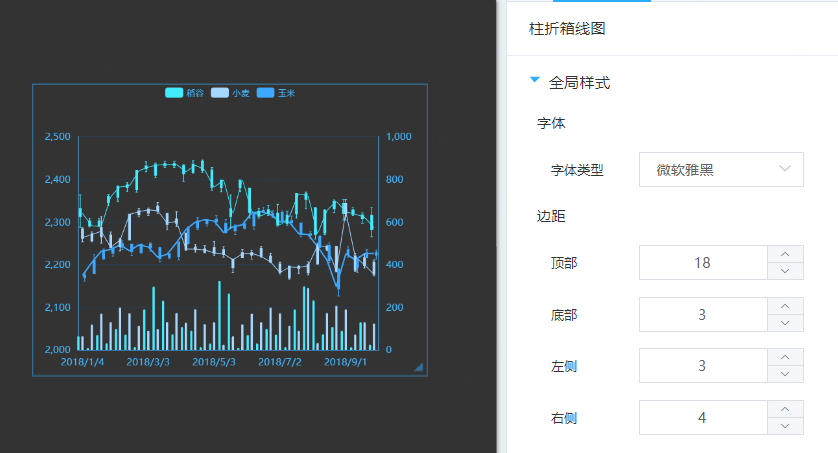 稻谷 小麦 玉米
2,500 1,000
2,400 800
2,300 600
2,200 400
2,100 200
2,000 0
2018/1/4 2018/3/3 2018/5/3 2018/7/2 2018/9/1
柱折箱线图
全局样式
字体
字体类型 微软雅黑
边距
顶部 18
底部 3
左侧 3
右侧 4